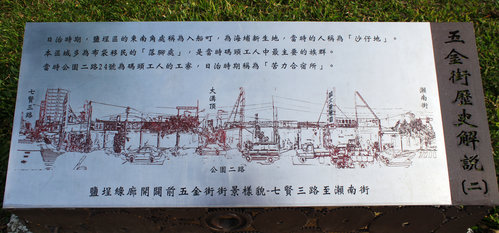 五金街歷史解說(二)
日治時期，鹽埕區的東南角處稱為入船町，為海埔新生地，當時的人稱為「沙仔地」。
本區域多為布袋移民的「落腳處」，是當時碼頭工人中最主要的族群。
當時公園二路24號為碼頭工人的工寮，日治時期稱為「苦力合宿所」。
七賢三路
大溝頂
瀨南街
公園二路
鹽埕綠廊開闢前五金街街景樣貌-七賢三路至瀨南街